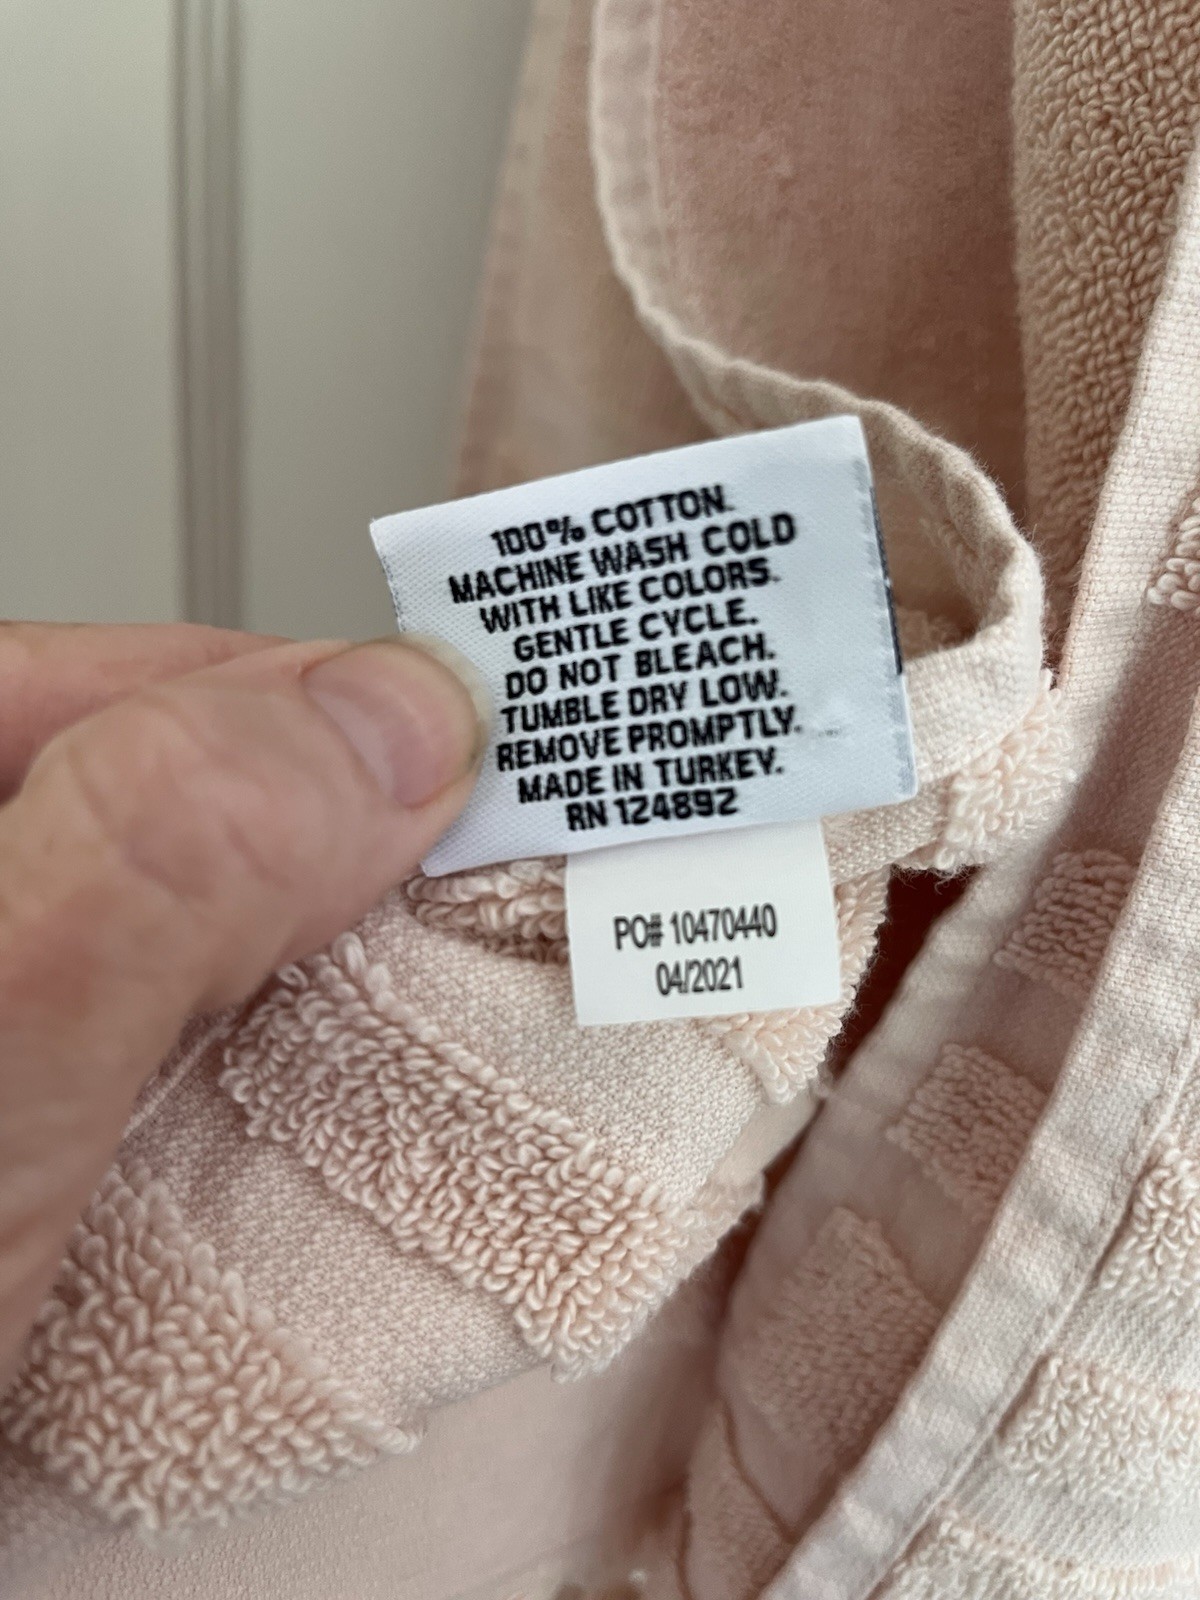 100% COTTON.
MACHINE WASH COLD
WITH LIKE COLORS.
GENTLE CYCLE.
DO NOT BLEACH.
TUMBLE DRY LOW.
REMOVE PROMPTLY.
MADE IN TURKEY.
RN 124892
PO# 10470440
04/2021